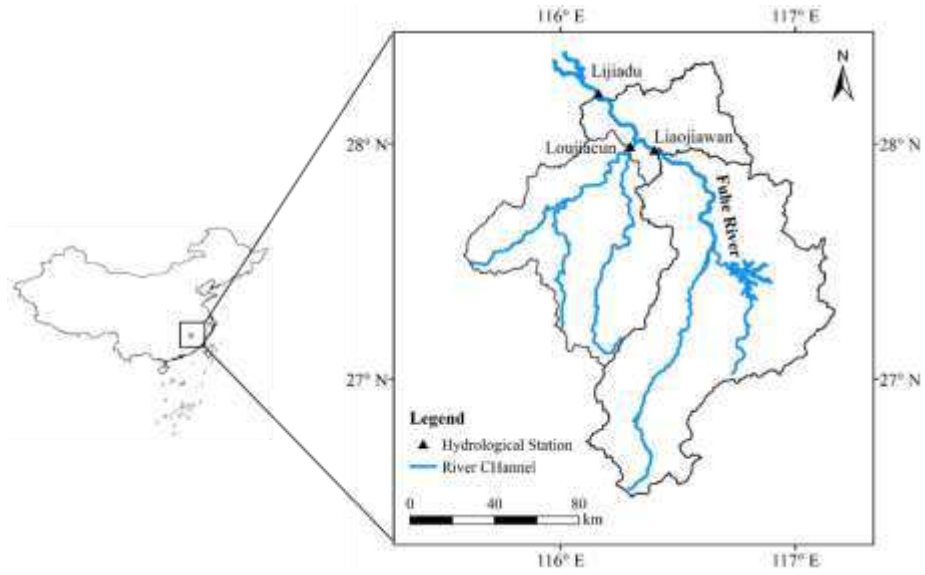 116° E
117° E
N
Lijiadu
28° N
Loujiacun
Liaojiawan
28° N
Fuhe River
27° N
27° N
Legend
Hydrological Station
River CHannel
0
40
80
km
116° E
117° E